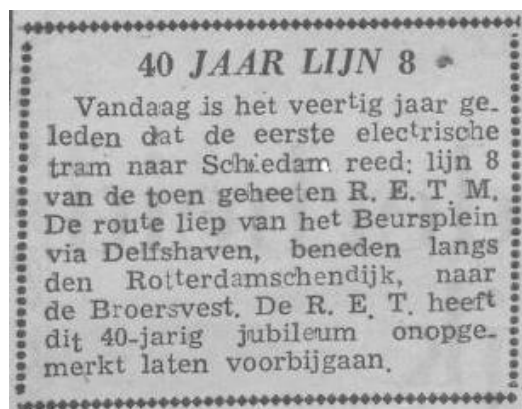 40 JAAR LIJN 8
Vandaag is het veertig jaar ge-
leden dat de eerste electrische
tram naar Schiedam reed: lijn 8
van de toen geheeten R. E. T. M.
De route liep van het Beursplein
via Delfshaven, beneden langs
den Rotterdamschendijk, naar
de Broersvest. De R. E. T. heeft
dit 40-jarig jubileum onopge-
merkt laten voorbijgaan.